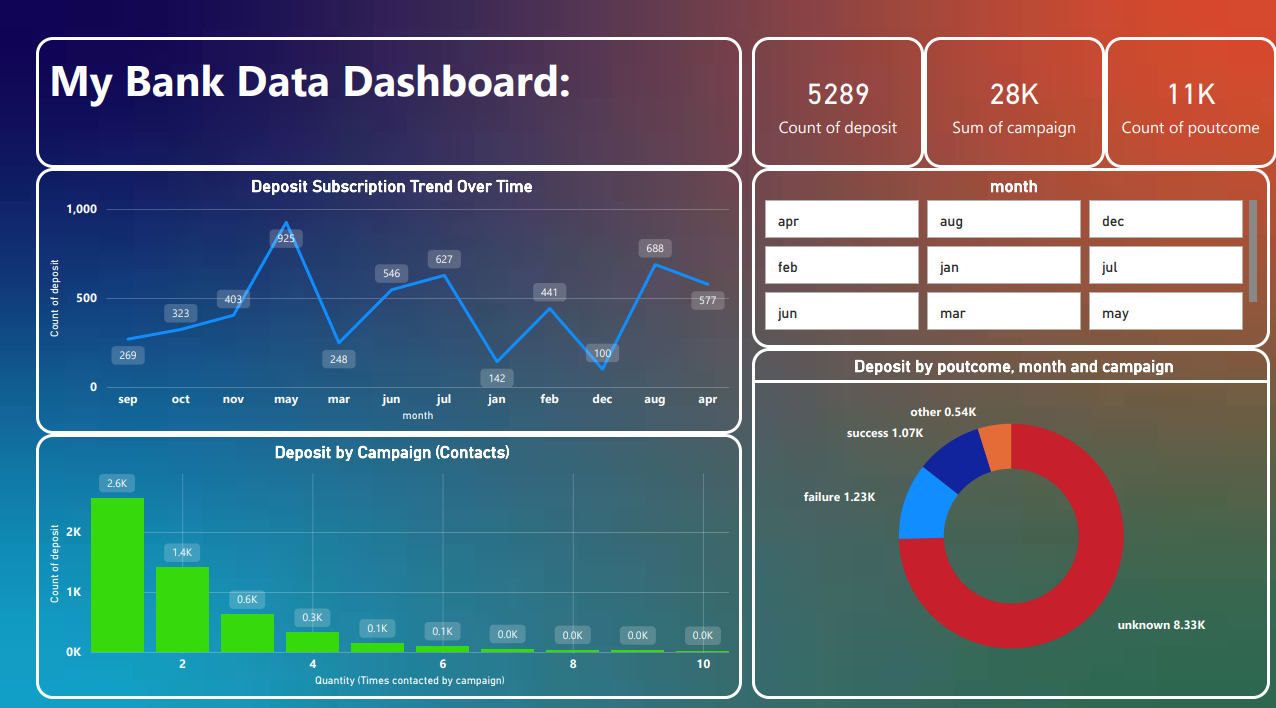 My Bank Data Dashboard:
5289
Count of deposit
28K
Sum of campaign
11K
Count of poutcome
Deposit Subscription Trend Over Time
Count of deposit
1,000
500
0
269
323
403
925
248
546
627
142
441
100
688
577
sep oct nov may mar jun jul jan feb dec aug apr
month
month
apr aug dec
feb jan jul
jun mar may
Deposit by Campaign (Contacts)
Count of deposit
2K
1K
0K
2.6K
1.4K
0.6K
0.3K
0.1K
0.1K
0.0K
0.0K
0.0K
0.0K
2 4 6 8 10
Quantity (Times contacted by campaign)
Deposit by poutcome, month and campaign
other 0.54K
success 1.07K
failure 1.23K
unknown 8.33K